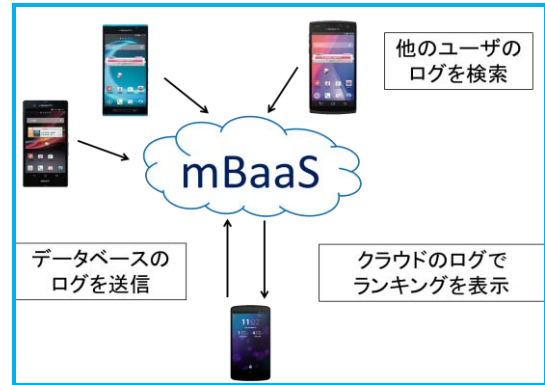 他のユーザの
ログを検索
mBaaS
データベースの
ログを送信
クラウドのログで
ランキングを表示